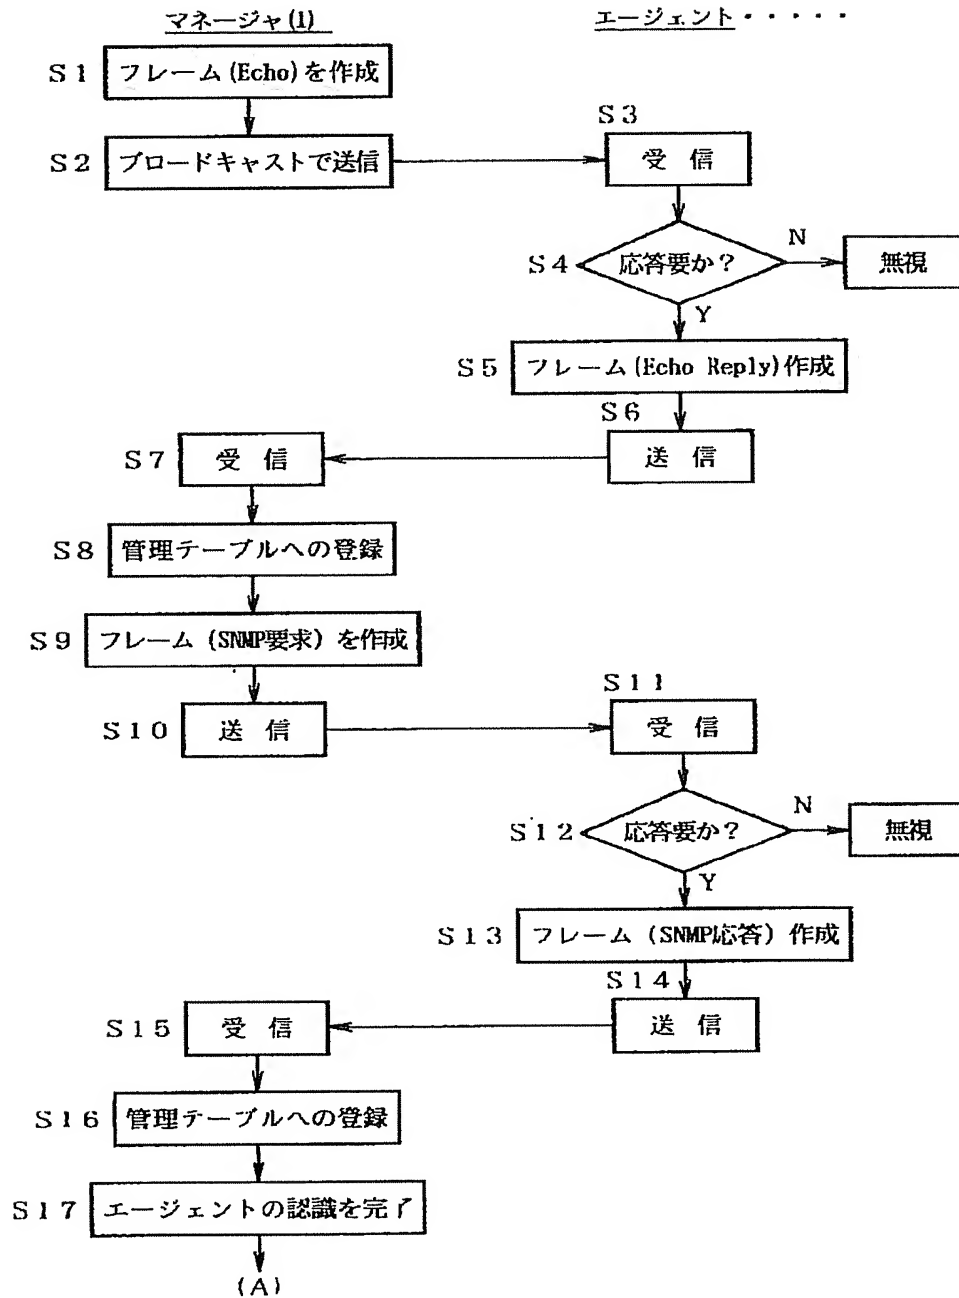 マネージャ(1)
エージェント・・・・・
S1 フレーム(Echo)を作成
S2 ブロードキャストで送信
S3
受 信
S4 応答要か？
N
無視
Y
S5 フレーム(Echo Reply)作成
S6
送 信
S7 受 信
S8 管理テーブルへの登録
S9 フレーム (SNMP要求) を作成
S10 送 信
S11
受 信
S12 応答要か？
N
無視
Y
S13 フレーム (SNMP応答) 作成
S14
送 信
S15 受 信
S16 管理テーブルへの登録
S17 エージェントの認識を完了
(A)